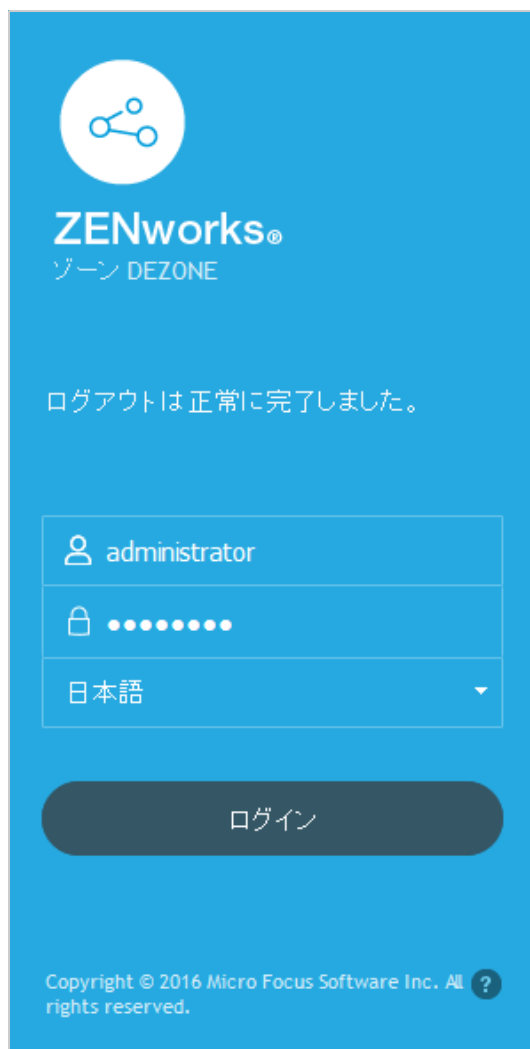 ZENworks®
ゾーン DEZONE
ログアウトは正常に完了しました。
administrator
••••••••
日本語
ログイン
Copyright © 2016 Micro Focus Software Inc. All
?
rights reserved.